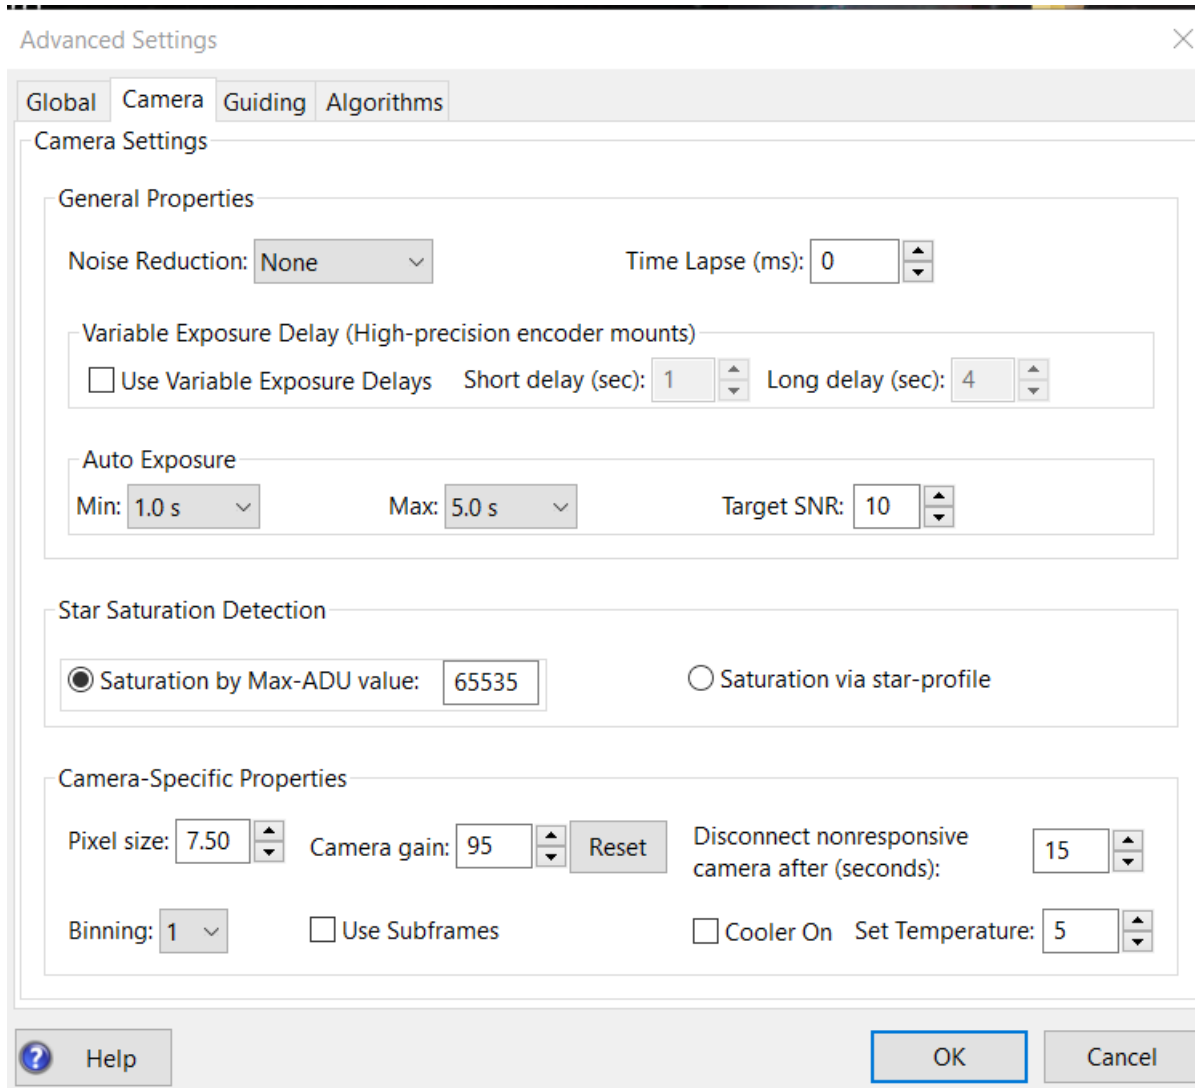 Advanced Settings
Global Camera Guiding Algorithms
Camera Settings
General Properties
Noise Reduction: None Time Lapse (ms): 0
Variable Exposure Delay (High-precision encoder mounts)
Use Variable Exposure Delays Short delay (sec): 1 Long delay (sec): 4
Auto Exposure
Min: 1.0 s Max: 5.0 s Target SNR: 10
Star Saturation Detection
Saturation by Max-ADU value: 65535 Saturation via star-profile
Camera-Specific Properties
Pixel size: 7.50 Camera gain: 95 Reset Disconnect nonresponsive
camera after (seconds): 15
Binning: 1 Use Subframes Cooler On Set Temperature: 5
? Help OK Cancel